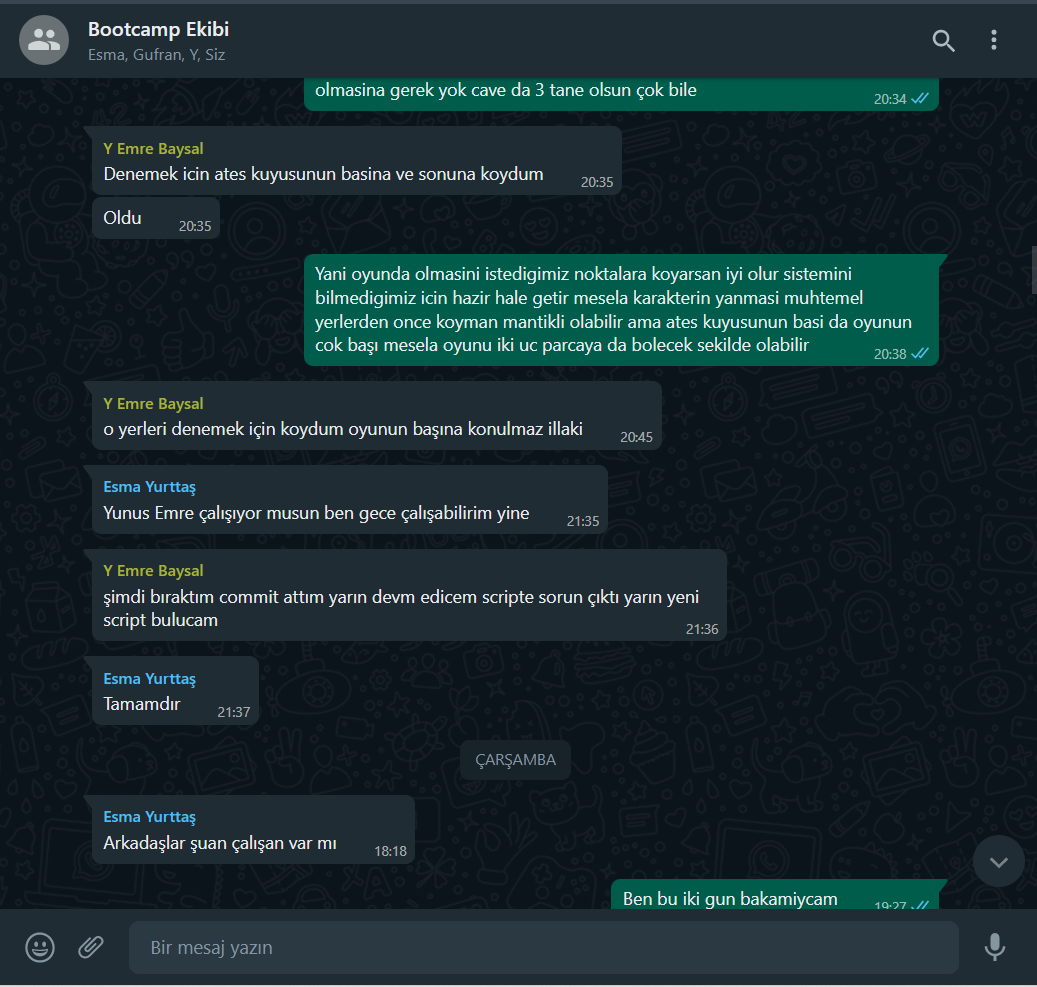 Bootcamp Ekibi
Esma, Gufran, Y, Siz
olmasina gerek yok cave da 3 tane olsun çok bile
20:34
Y Emre Baysal
Denemek icin ates kuyusunun basina ve sonuna koydum
20:35
Oldu
20:35
Yani oyunda olmasini istedigimiz noktalara koyarsan iyi olur sistemini
bilmedigimiz icin hazir hale getir mesela karakterin yanmasi muhtemel
yerlerden once koyman mantikli olabilir ama ates kuyusunun basi da oyunun
cok başı mesela oyunu iki uc parcaya da bolecek sekilde olabilir
20:38
Y Emre Baysal
o yerleri denemek için koydum oyunun başına konulmaz illaki
20:45
Esma Yurttaş
Yunus Emre çalışıyor musun ben gece çalışabilirim yine
21:35
Y Emre Baysal
şimdi bıraktım commit attım yarın devm edicem scripte sorun çıktı yarın yeni
script bulucam
21:36
Esma Yurttaş
Tamamdır
21:37
ÇARŞAMBA
Esma Yurttaş
Arkadaşlar şuan çalışan var mı
18:18
Ben bu iki gun bakamiycam
19:27
Bir mesaj yazın